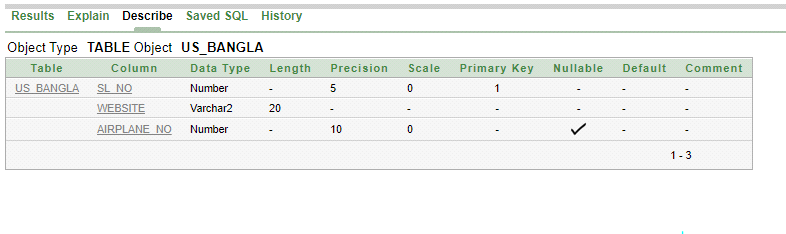 Results Explain Describe Saved SQL History
Object Type TABLE Object US_BANGLA
Table Column Data Type Length Precision Scale Primary Key Nullable Default Comment
US_BANGLA SL_NO Number - 5 0 1 - - -
WEBSITE Varchar2 20 - - - - - -
AIRPLANE_NO Number - 10 0 - ✓ - -
1 - 3